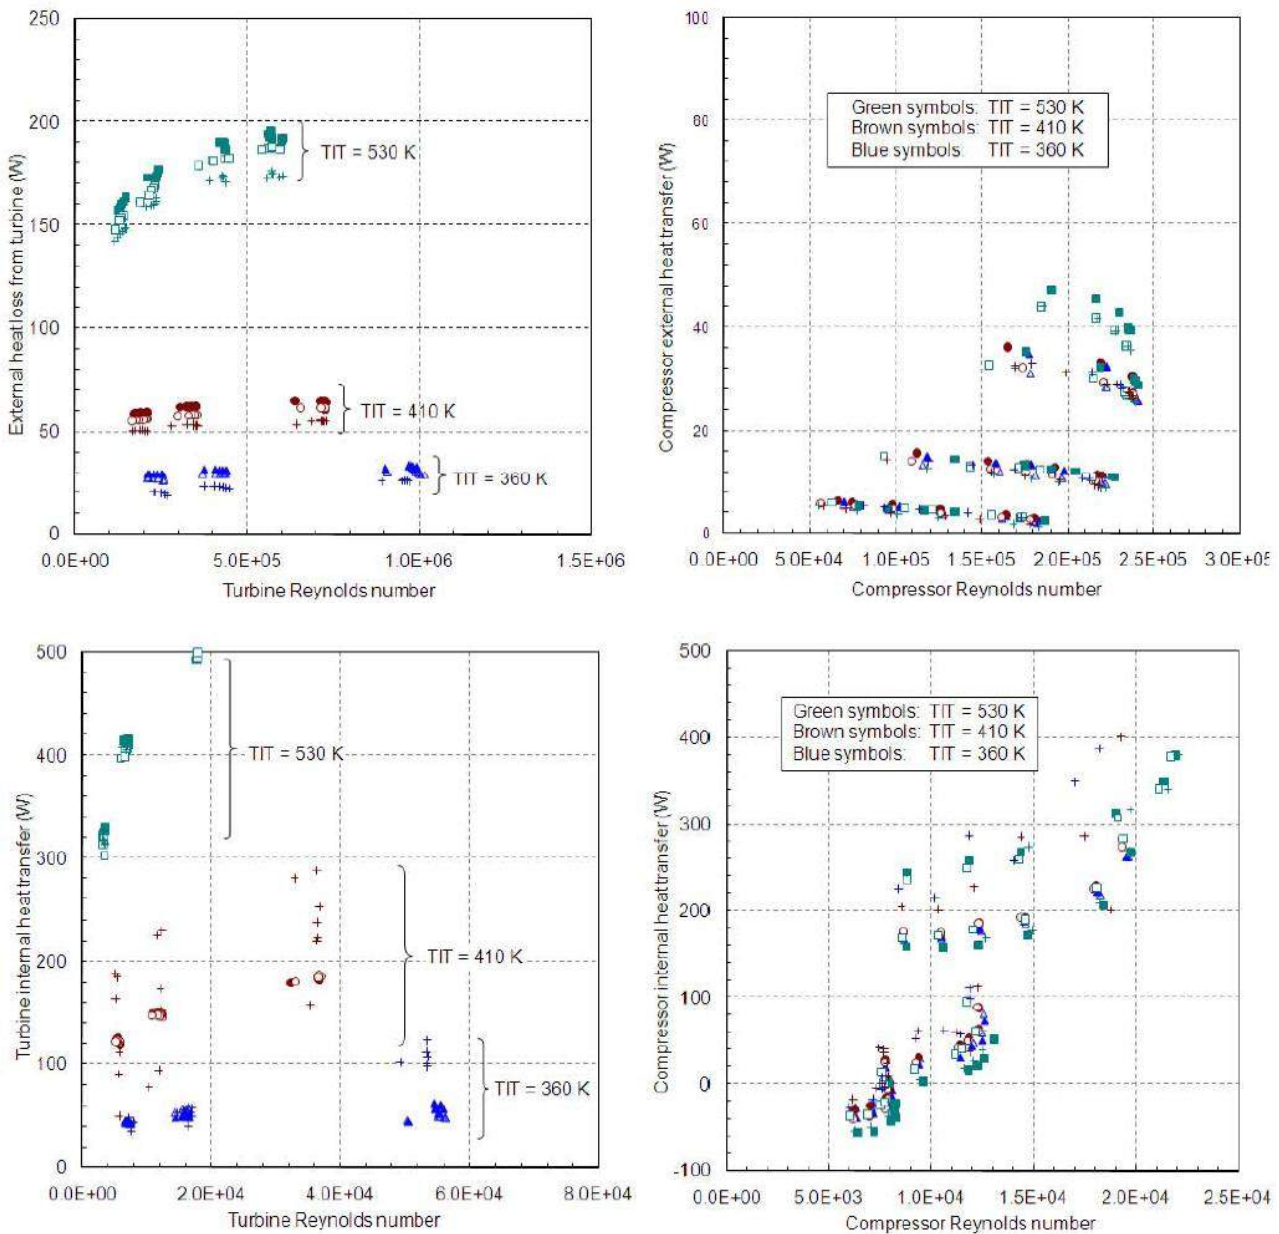 250
200
150
100
50
0
External heat loss from turbine (W)
TIT = 530 K
TIT = 410 K
TIT = 360 K
0.0E+00 5.0E+05 1.0E+06 1.5E+06
Turbine Reynolds number
100
80
60
40
20
0
Compressor external heat transfer (W)
Green symbols: TIT = 530 K
Brown symbols: TIT = 410 K
Blue symbols: TIT = 360 K
0.0E+00 5.0E+04 1.0E+05 1.5E+05 2.0E+05 2.5E+05 3.0E+05
Compressor Reynolds number
500
400
300
200
100
0
Turbine internal heat transfer (W)
TIT = 530 K
TIT = 410 K
TIT = 360 K
0.0E+00 2.0E+04 4.0E+04 6.0E+04 8.0E+04
Turbine Reynolds number
500
400
300
200
100
0
-100
Compressor internal heat transfer (W)
Green symbols: TIT = 530 K
Brown symbols: TIT = 410 K
Blue symbols: TIT = 360 K
0.0E+00 5.0E+03 1.0E+04 1.5E+04 2.0E+04 2.5E+04
Compressor Reynolds number